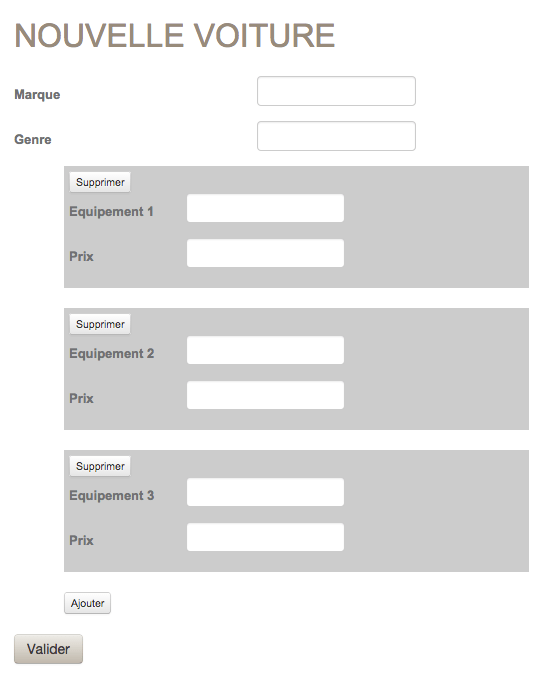 NOUVELLE VOITURE
Marque
Genre
Supprimer
Equipement 1
Prix
Supprimer
Equipement 2
Prix
Supprimer
Equipement 3
Prix
Ajouter
Valider